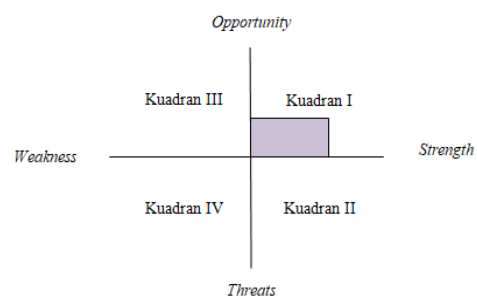 Opportunity
Kuadran III
Kuadran I
Weakness
Strength
Kuadran IV
Kuadran II
Threats